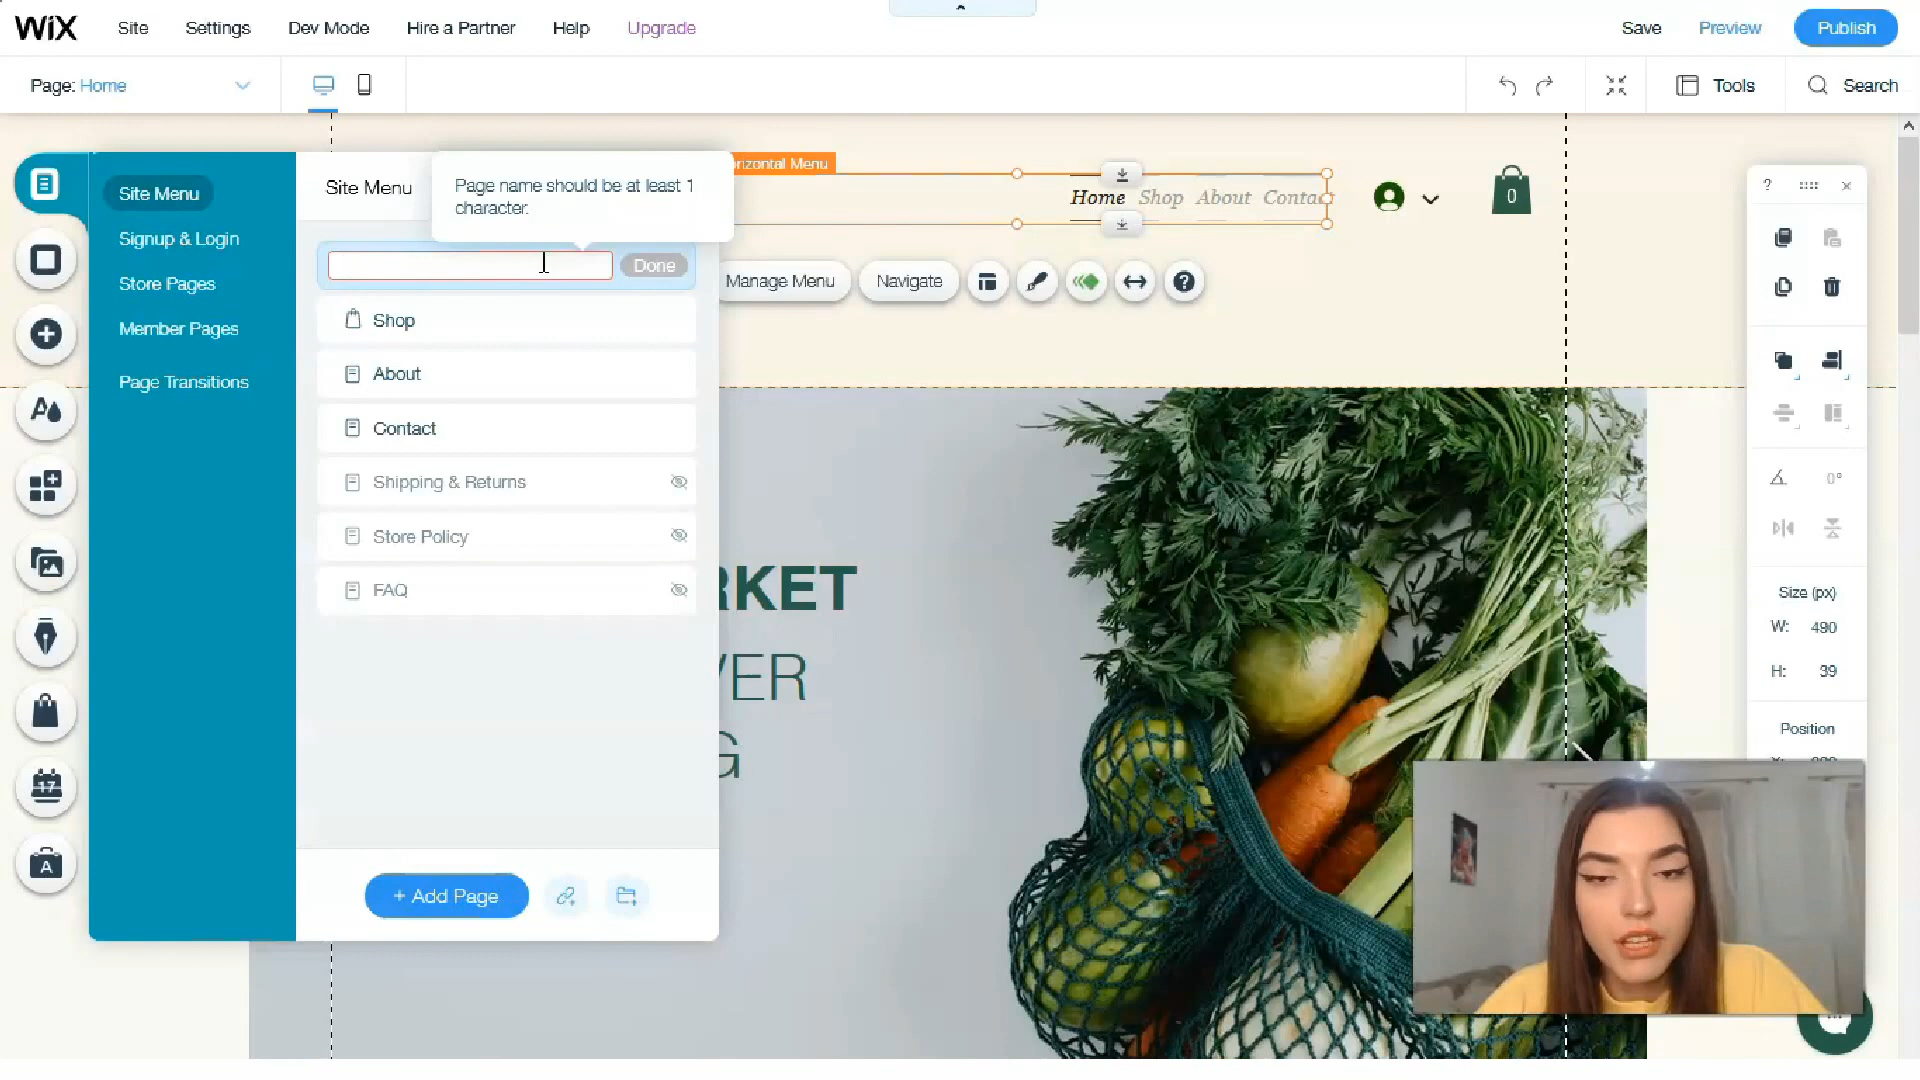 WiX
Site
Settings
Dev Mode
Hire a Partner
Help
Upgrade
Save
Preview
Publish
Page: Home
Tools
Search
Site Menu
Signup & Login
Store Pages
Member Pages
Page Transitions
Site Menu
Page name should be at least 1
character.
Done
Shop
About
Contact
Shipping & Returns
Store Policy
FAQ
+ Add Page
rizontal Menu
Home
Shop
About
Contac
0
Manage Menu
Navigate
?
RKET
VER
G
?
0°
Size (px)
W: 490
H: 39
Position
17
A
A